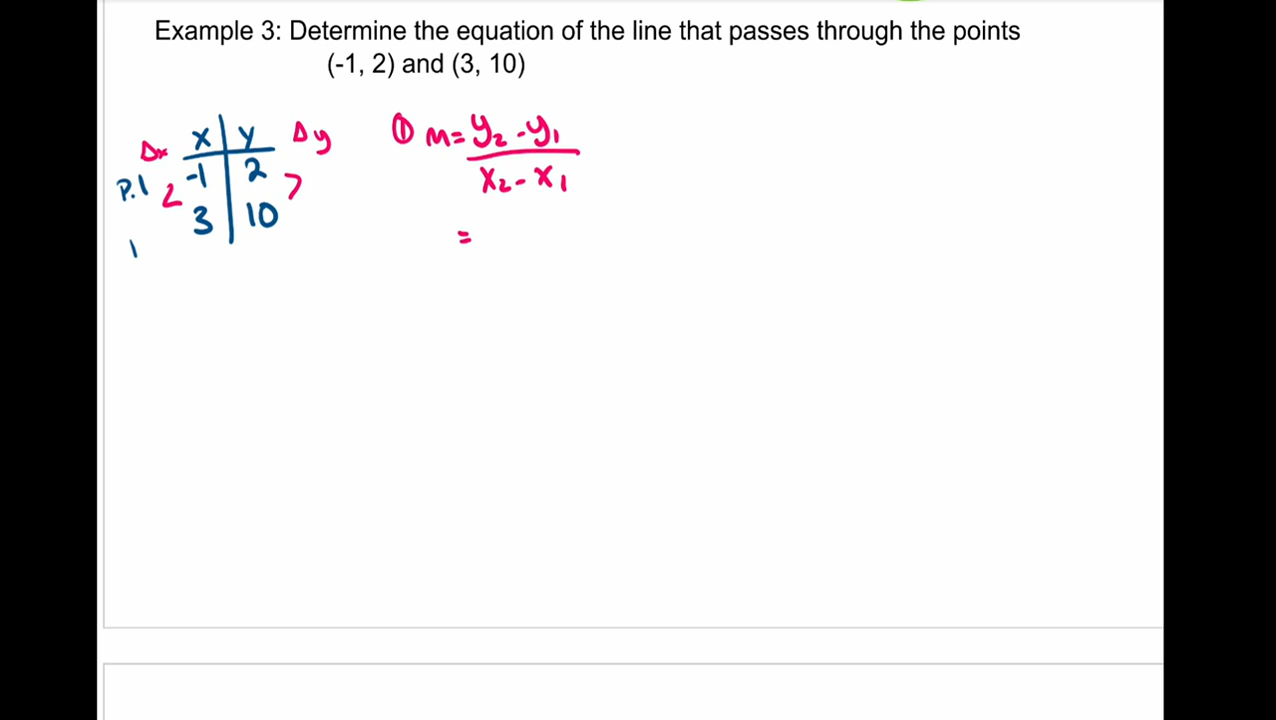 Example 3: Determine the equation of the line that passes through the points
(-1, 2) and (3, 10)
Δx x y Δy
P.1 -1 2
3 10
① m= y₂ - y₁
x₂ - x₁
=